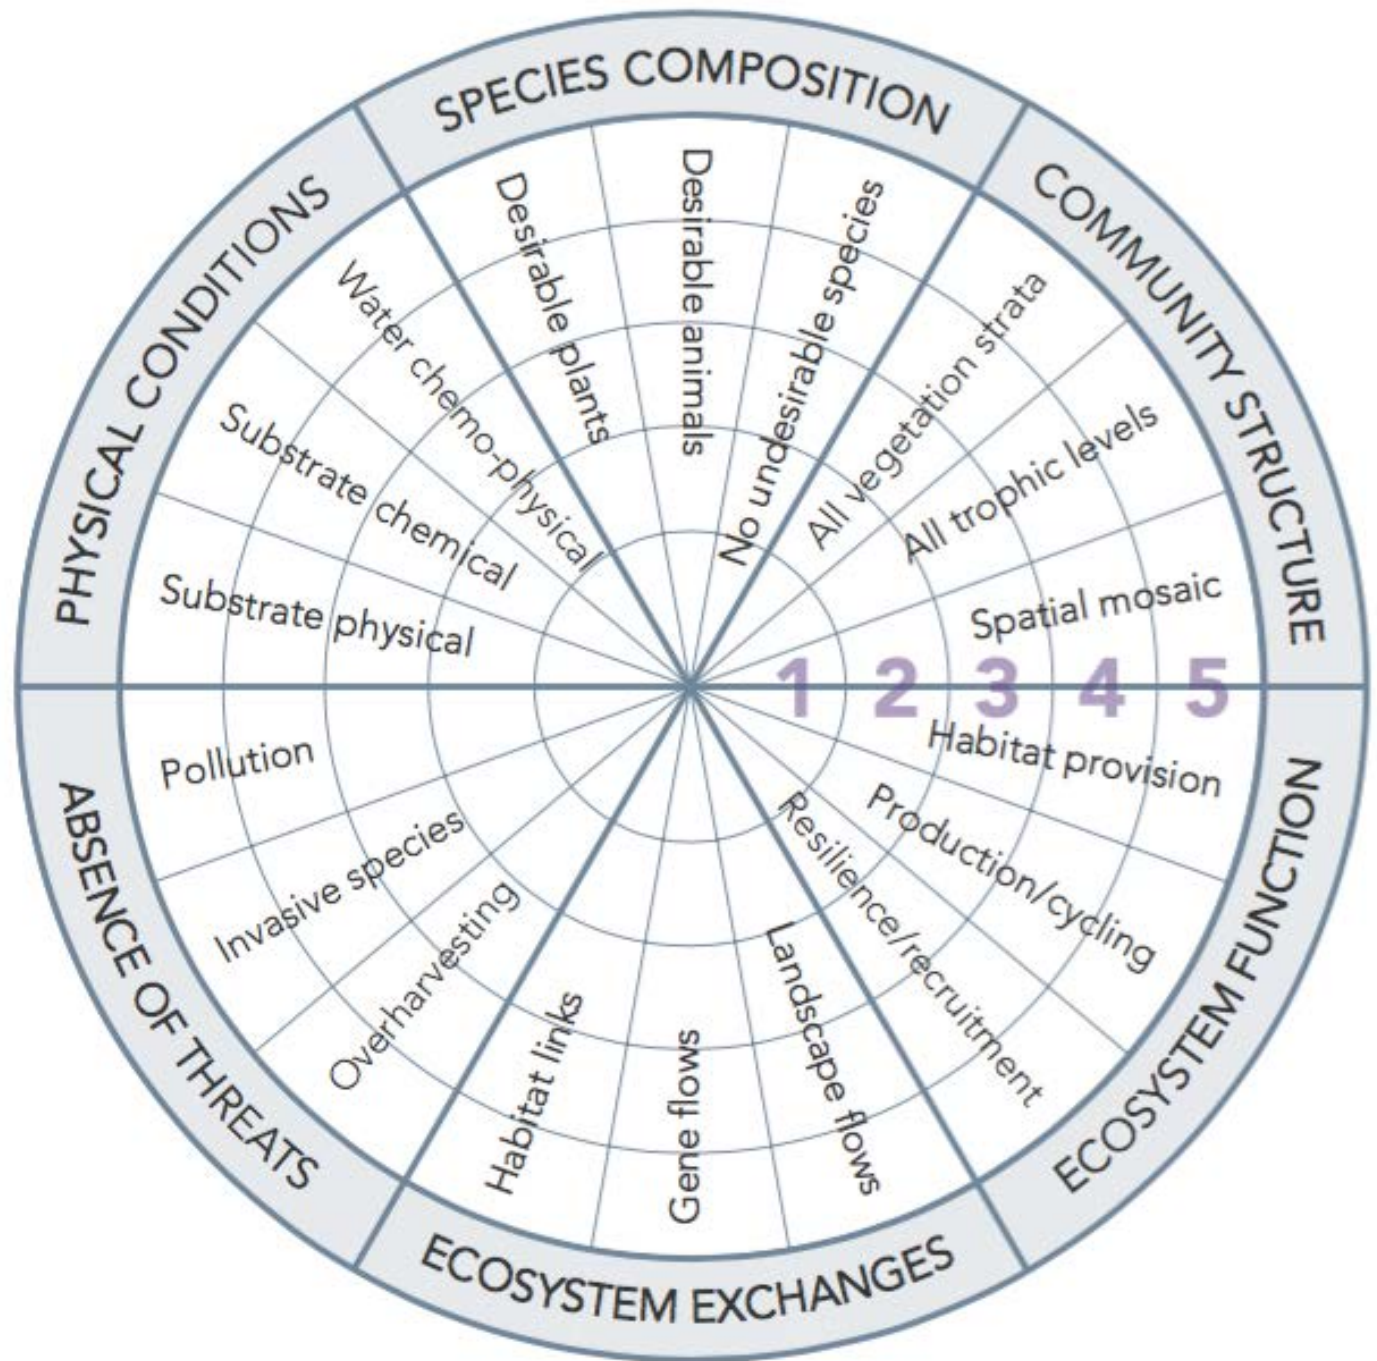 SPECIES COMPOSITION
Desirable plants
Desirable animals
No undesirable species
COMMUNITY STRUCTURE
All vegetation strata
All trophic levels
Spatial mosaic
1 2 3 4 5
ECOSYSTEM FUNCTION
Habitat provision
Production/cycling
Resilience/recruitment
ECOSYSTEM EXCHANGES
Landscape flows
Gene flows
Habitat links
ABSENCE OF THREATS
Overharvesting
Invasive species
Pollution
PHYSICAL CONDITIONS
Substrate physical
Substrate chemical
Water chemo-physical